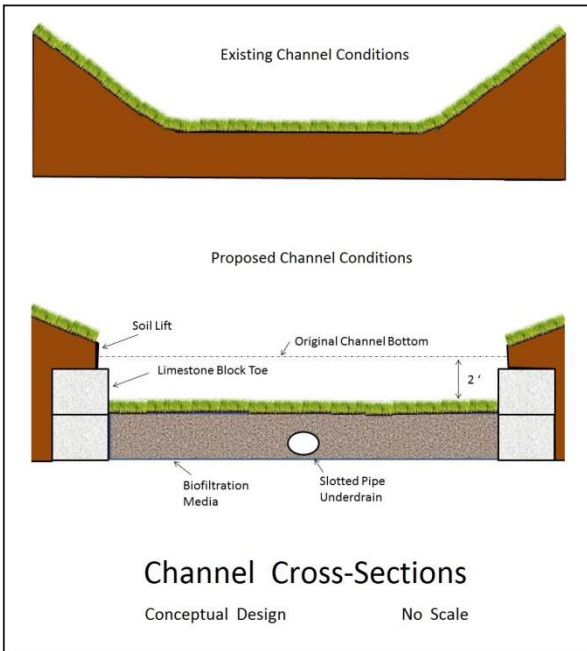 Existing Channel Conditions
Proposed Channel Conditions
Soil Lift
Original Channel Bottom
Limestone Block Toe
2 '
Biofiltration
Media
Slotted Pipe
Underdrain
Channel Cross-Sections
Conceptual Design No Scale